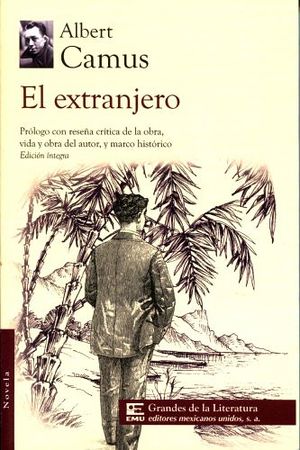 Albert
Camus
El extranjero
Prólogo con reseña crítica de la obra,
vida y obra del autor, y marco histórico
Edición íntegra
Novela
EMU
Grandes de la Literatura
editores mexicanos unidos, s. a.